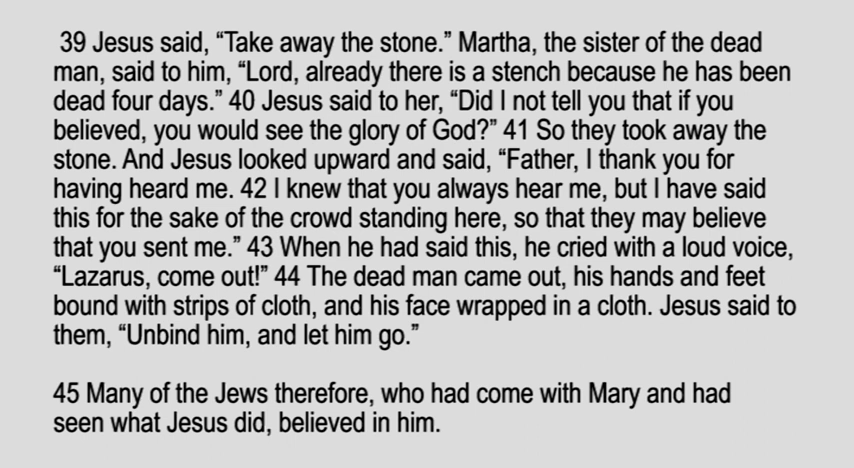 39 Jesus said, “Take away the stone.” Martha, the sister of the dead
man, said to him, “Lord, already there is a stench because he has been
dead four days.” 40 Jesus said to her, “Did I not tell you that if you
believed, you would see the glory of God?” 41 So they took away the
stone. And Jesus looked upward and said, “Father, I thank you for
having heard me. 42 I knew that you always hear me, but I have said
this for the sake of the crowd standing here, so that they may believe
that you sent me.” 43 When he had said this, he cried with a loud voice,
“Lazarus, come out!” 44 The dead man came out, his hands and feet
bound with strips of cloth, and his face wrapped in a cloth. Jesus said to
them, “Unbind him, and let him go.”
45 Many of the Jews therefore, who had come with Mary and had
seen what Jesus did, believed in him.